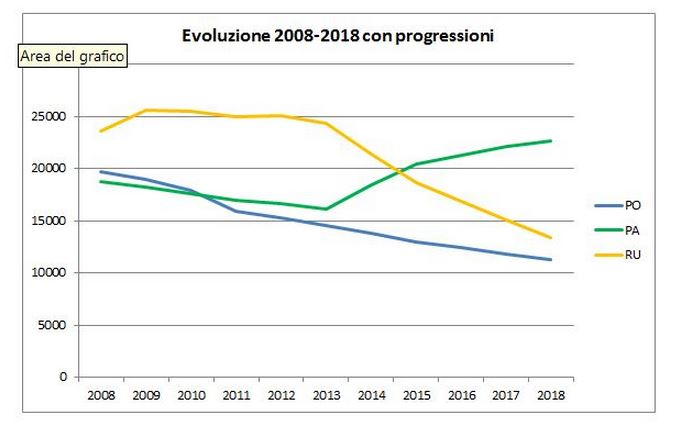 Evoluzione 2008-2018 con progressioni
Area del grafico
25000
20000
15000
10000
5000
0
2008 2009 2010 2011 2012 2013 2014 2015 2016 2017 2018
PO
PA
RU